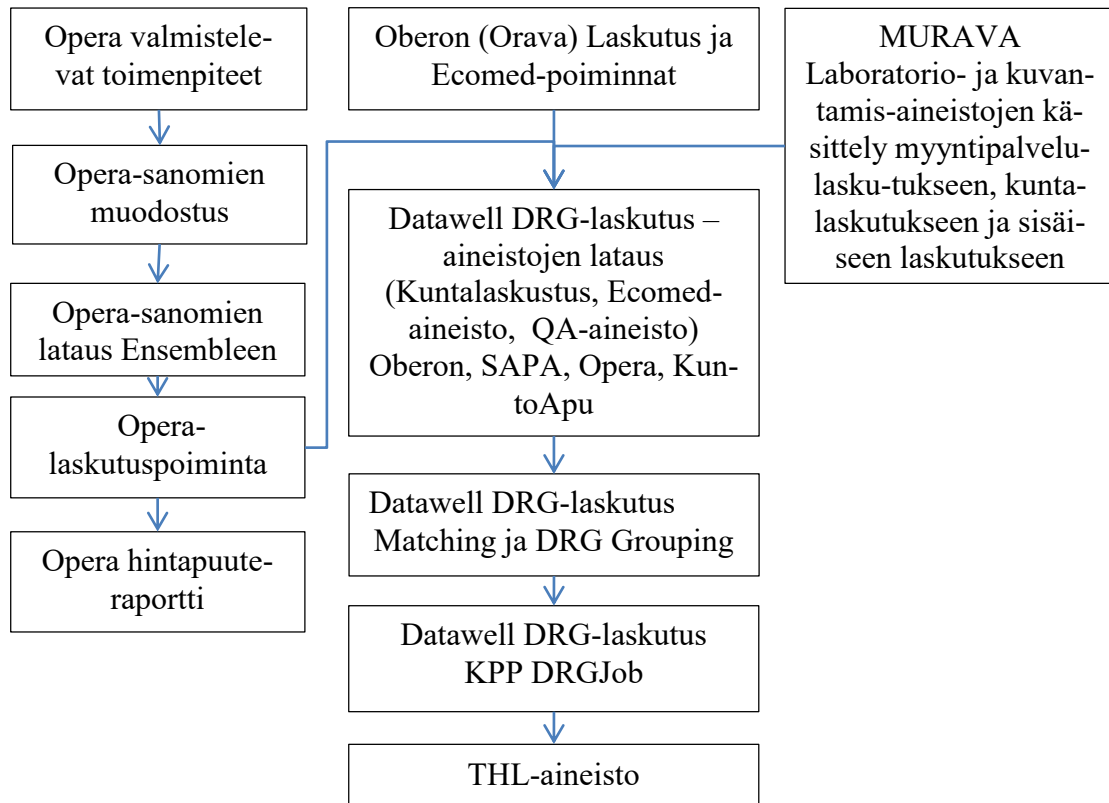 Opera valmistele-
vat toimenpiteet
Opera-sanomien
muodostus
Opera-sanomien
lataus Ensembleen
Opera-
laskutuspoiminta
Opera hintapuute-
raportti
Oberon (Orava) Laskutus ja
Ecomed-poiminnat
Datawell DRG-laskutus –
aineistojen lataus
(Kuntalaskustus, Ecomed-
aineisto, QA-aineisto)
Oberon, SAPA, Opera, Kun-
toApu
Datawell DRG-laskutus
Matching ja DRG Grouping
Datawell DRG-laskutus
KPP DRGJob
THL-aineisto
MURAVA
Laboratorio- ja kuvan-
tamis-aineistojen kä-
sittely myyntipalvelu-
lasku-tukseen, kunta-
laskutukseen ja sisäi-
seen laskutukseen